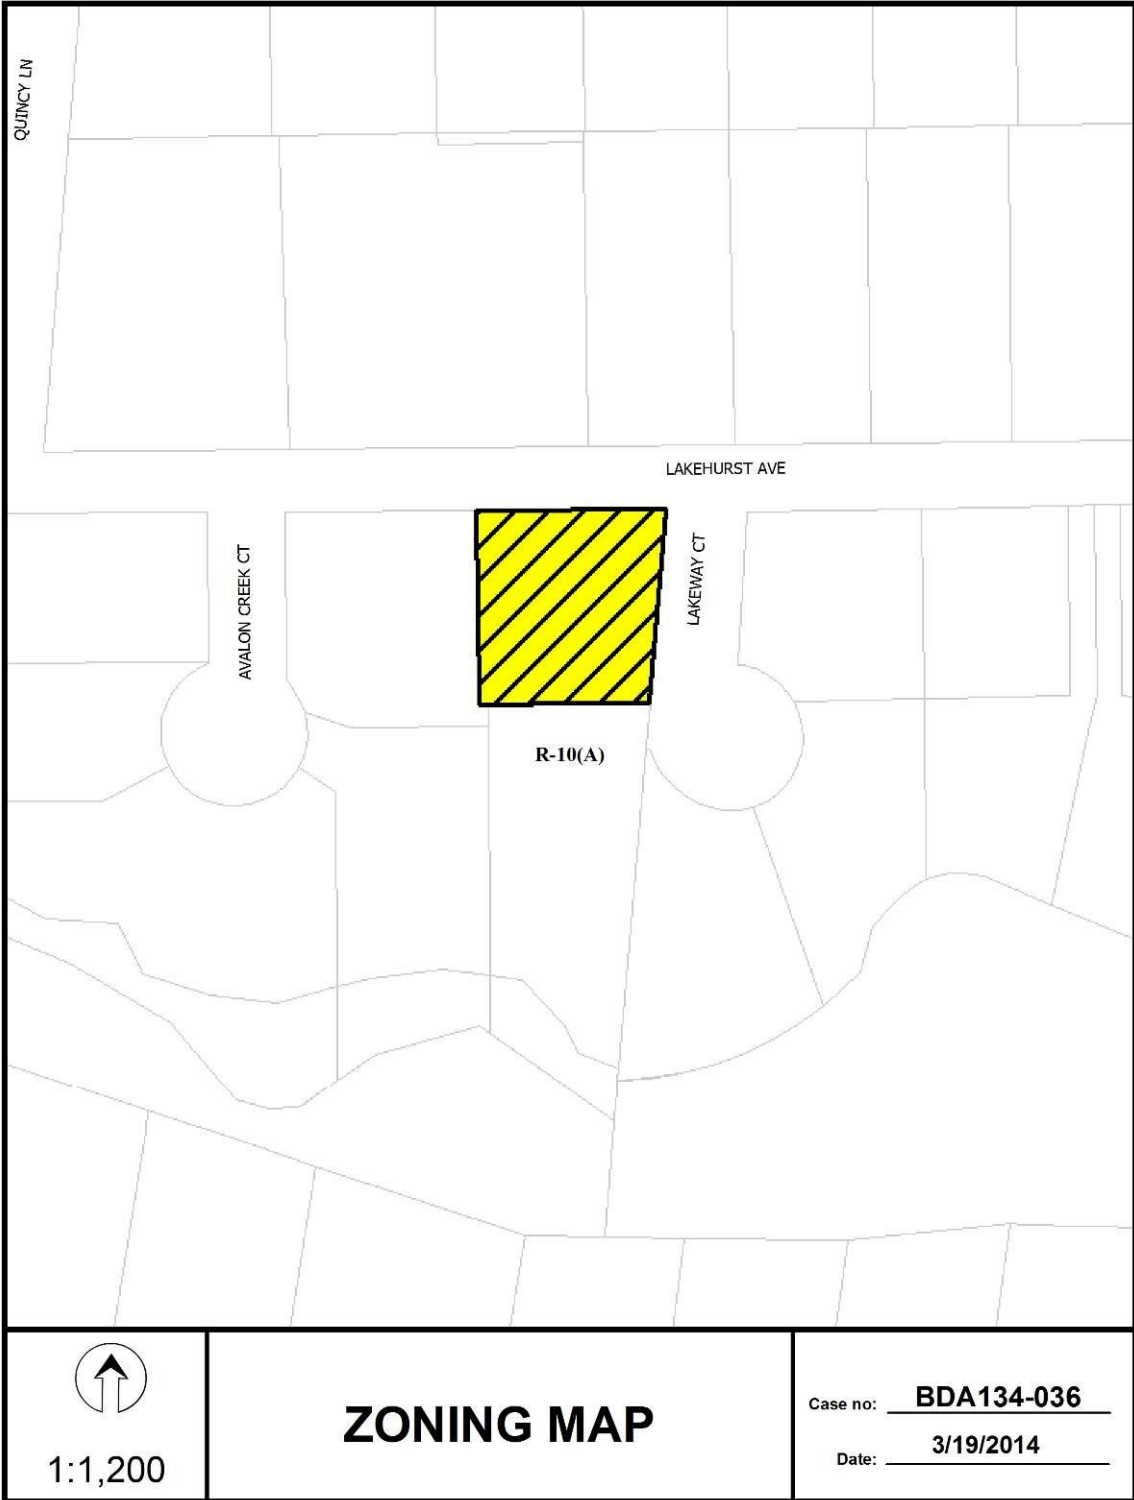 QUINCY LN
LAKEHURST AVE
AVALON CREEK CT
LAKEWAY CT
R-10(A)
1:1,200
ZONING MAP
Case no: BDA134-036
Date: 3/19/2014